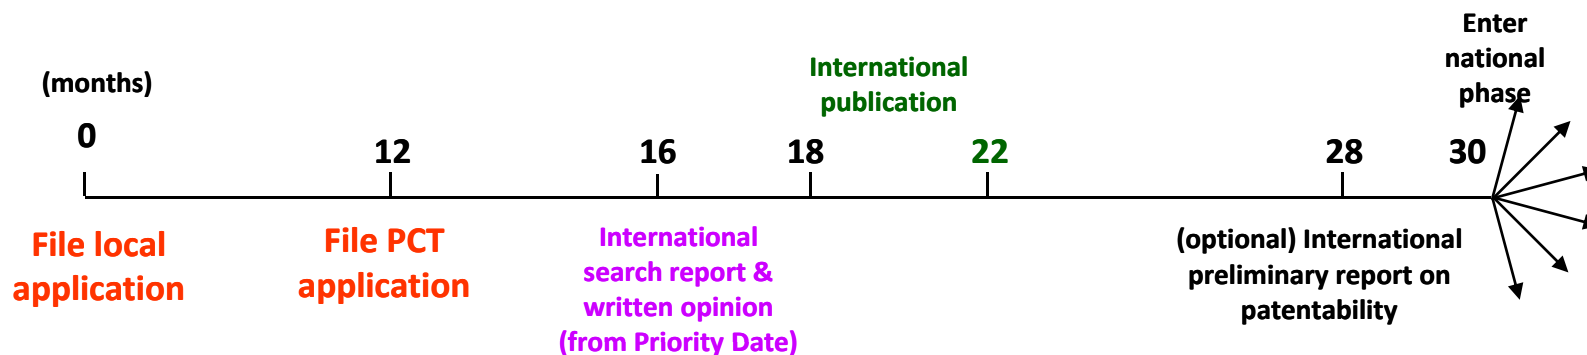 Enter
national
phase
International
publication
(months)
0
12
16
18
22
28
30
File local
application
File PCT
application
International
search report &
written opinion
(from Priority Date)
(optional) International
preliminary report on
patentability